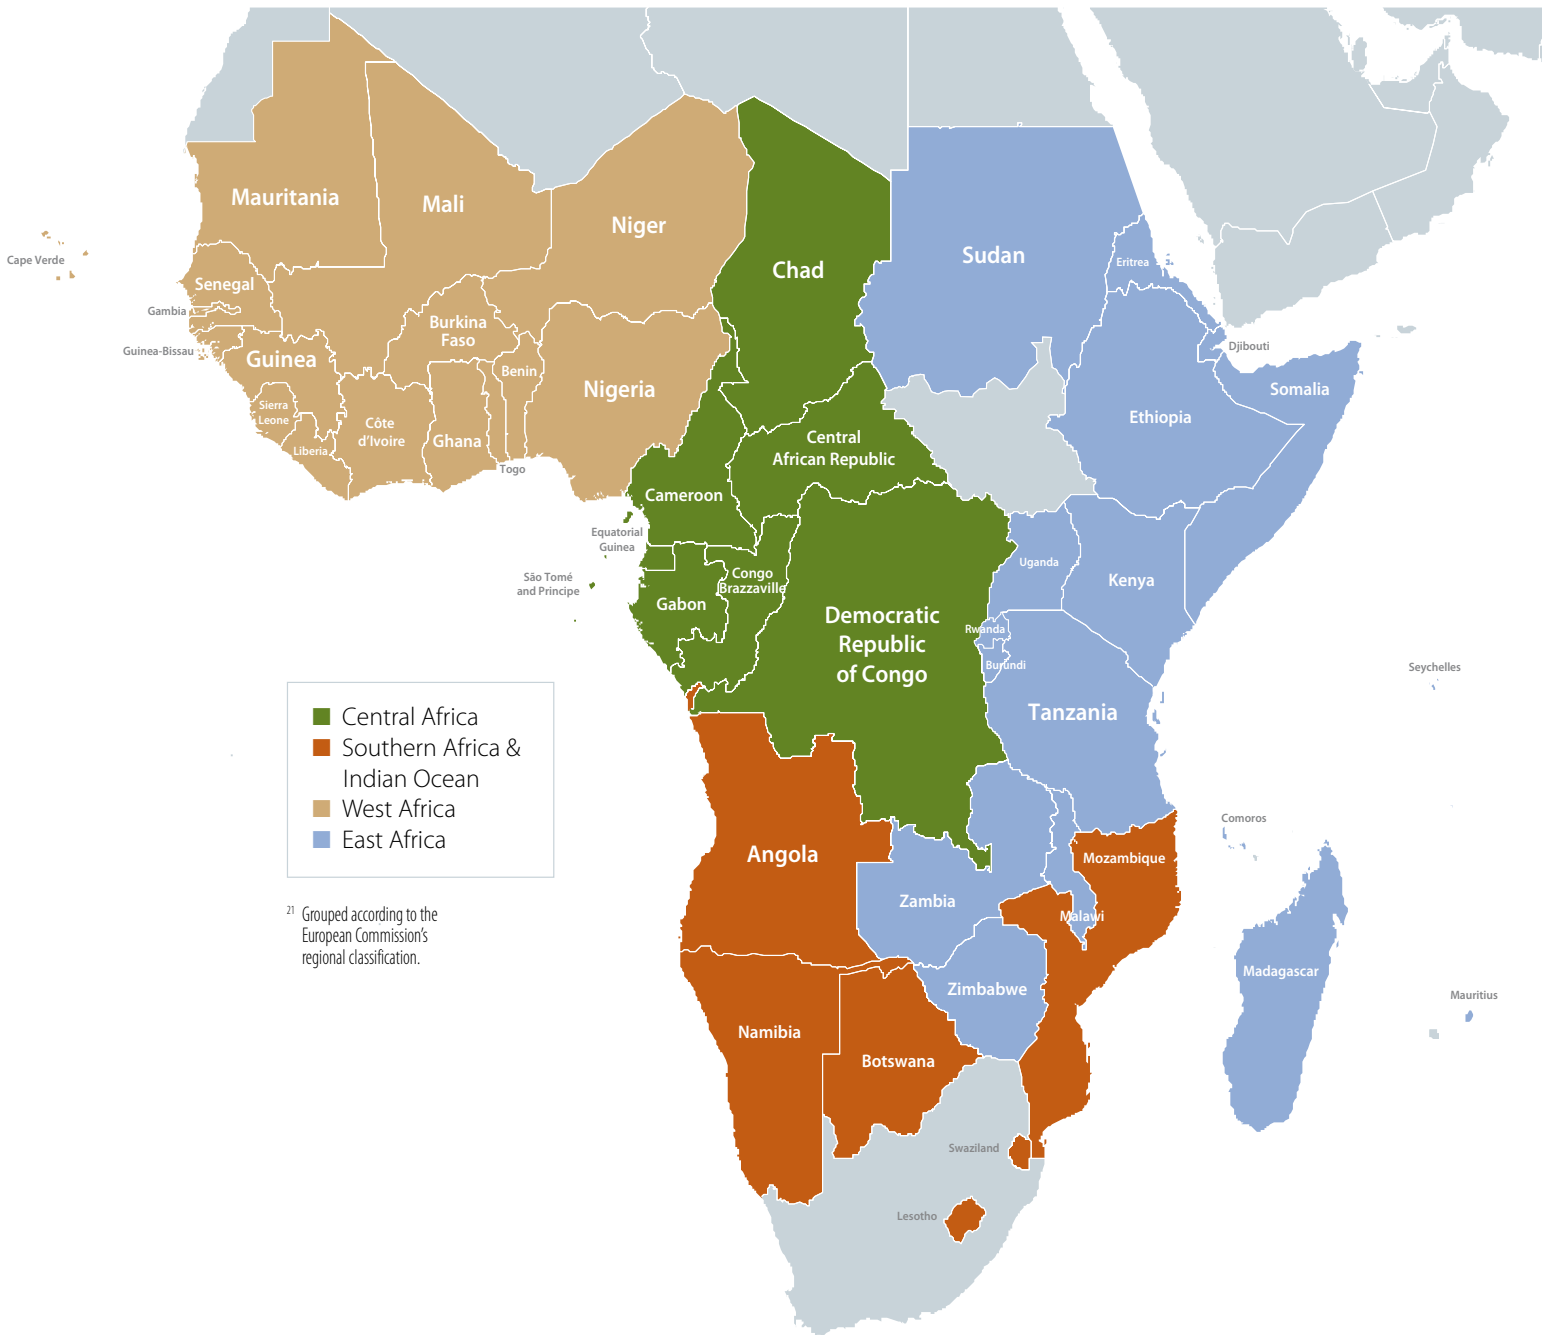 Mauritania
Mali
Niger
Chad
Sudan
Eritrea
Cape Verde
Senegal
Gambia
Guinea-Bissau
Guinea
Burkina
Faso
Benin
Nigeria
Djibouti
Somalia
Ethiopia
Sierra
Leone
Liberia
Côte
d'Ivoire
Ghana
Togo
Central
African Republic
Cameroon
Equatorial
Guinea
São Tomé
and Principe
Congo
Brazzaville
Gabon
Democratic
Republic
of Congo
Uganda
Kenya
Rwanda
Burundi
Tanzania
Seychelles
Central Africa
Southern Africa &
Indian Ocean
West Africa
East Africa
21 Grouped according to the
European Commission's
regional classification.
Angola
Zambia
Malawi
Mozambique
Comoros
Madagascar
Mauritius
Zimbabwe
Namibia
Botswana
Swaziland
Lesotho